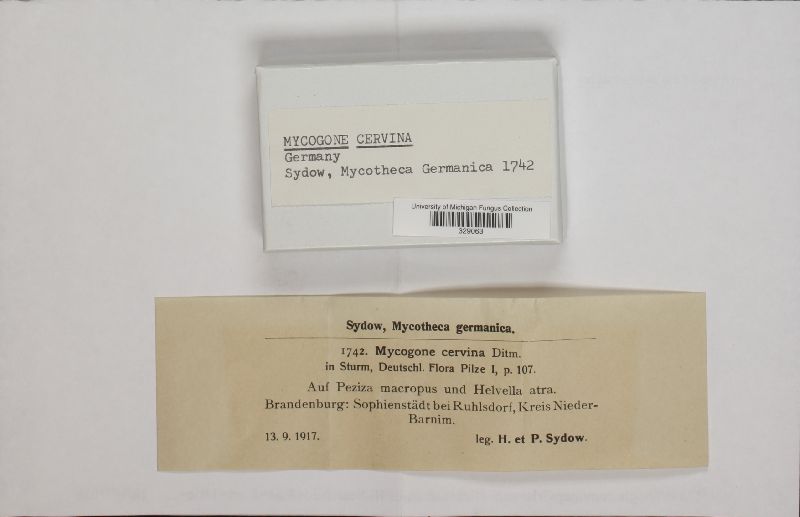 MYCOGONE CERVINA
Germany
Sydow, Mycotheca Germanica 1742
University of Michigan Fungus Collection
329063
Sydow, Mycotheca germanica.
1742. Mycogone cervina Ditm.
in Sturm, Deutschl. Flora Pilze I, p. 107.
Auf Peziza macropus und Helvella atra.
Brandenburg: Sophienstädt bei Ruhlsdorf, Kreis Nieder-
Barnim.
13. 9. 1917. leg. H. et P. Sydow.